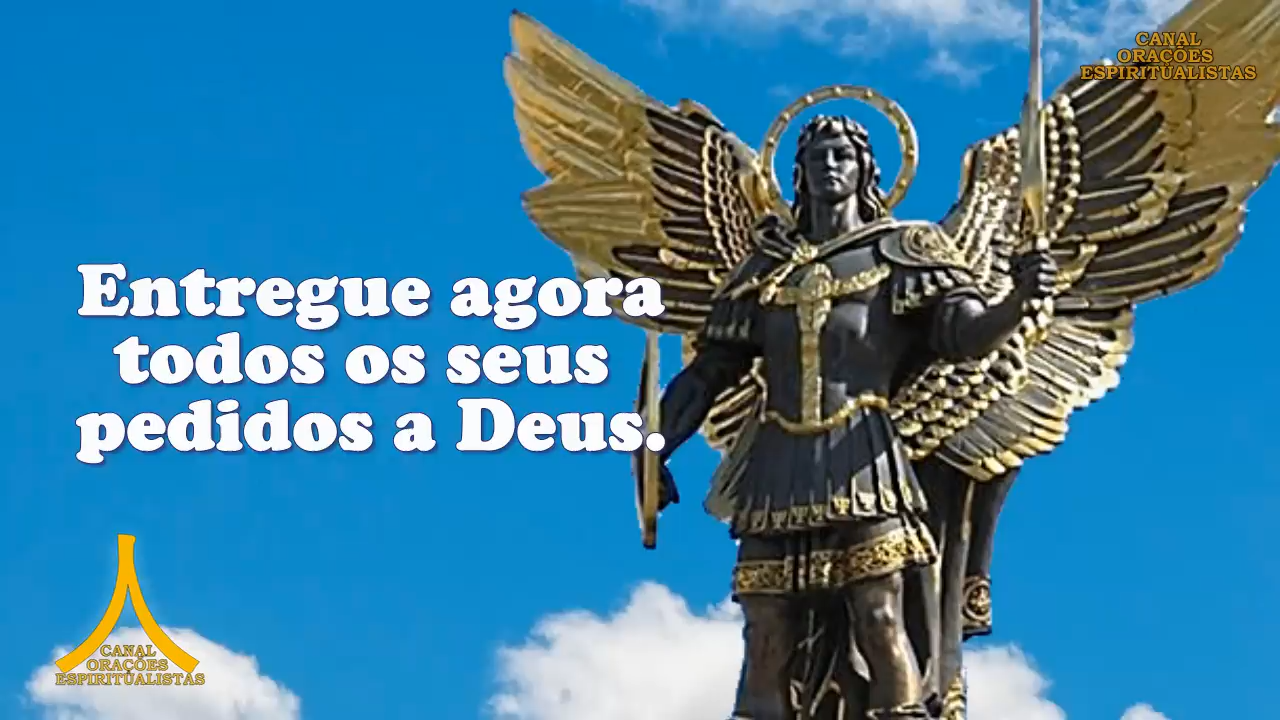 CANAL
ORAÇÕES
ESPIRITUALISTAS
Entregue agora
todos os seus
pedidos a Deus.
CANAL
ORAÇÕES
ESPIRITUALISTAS